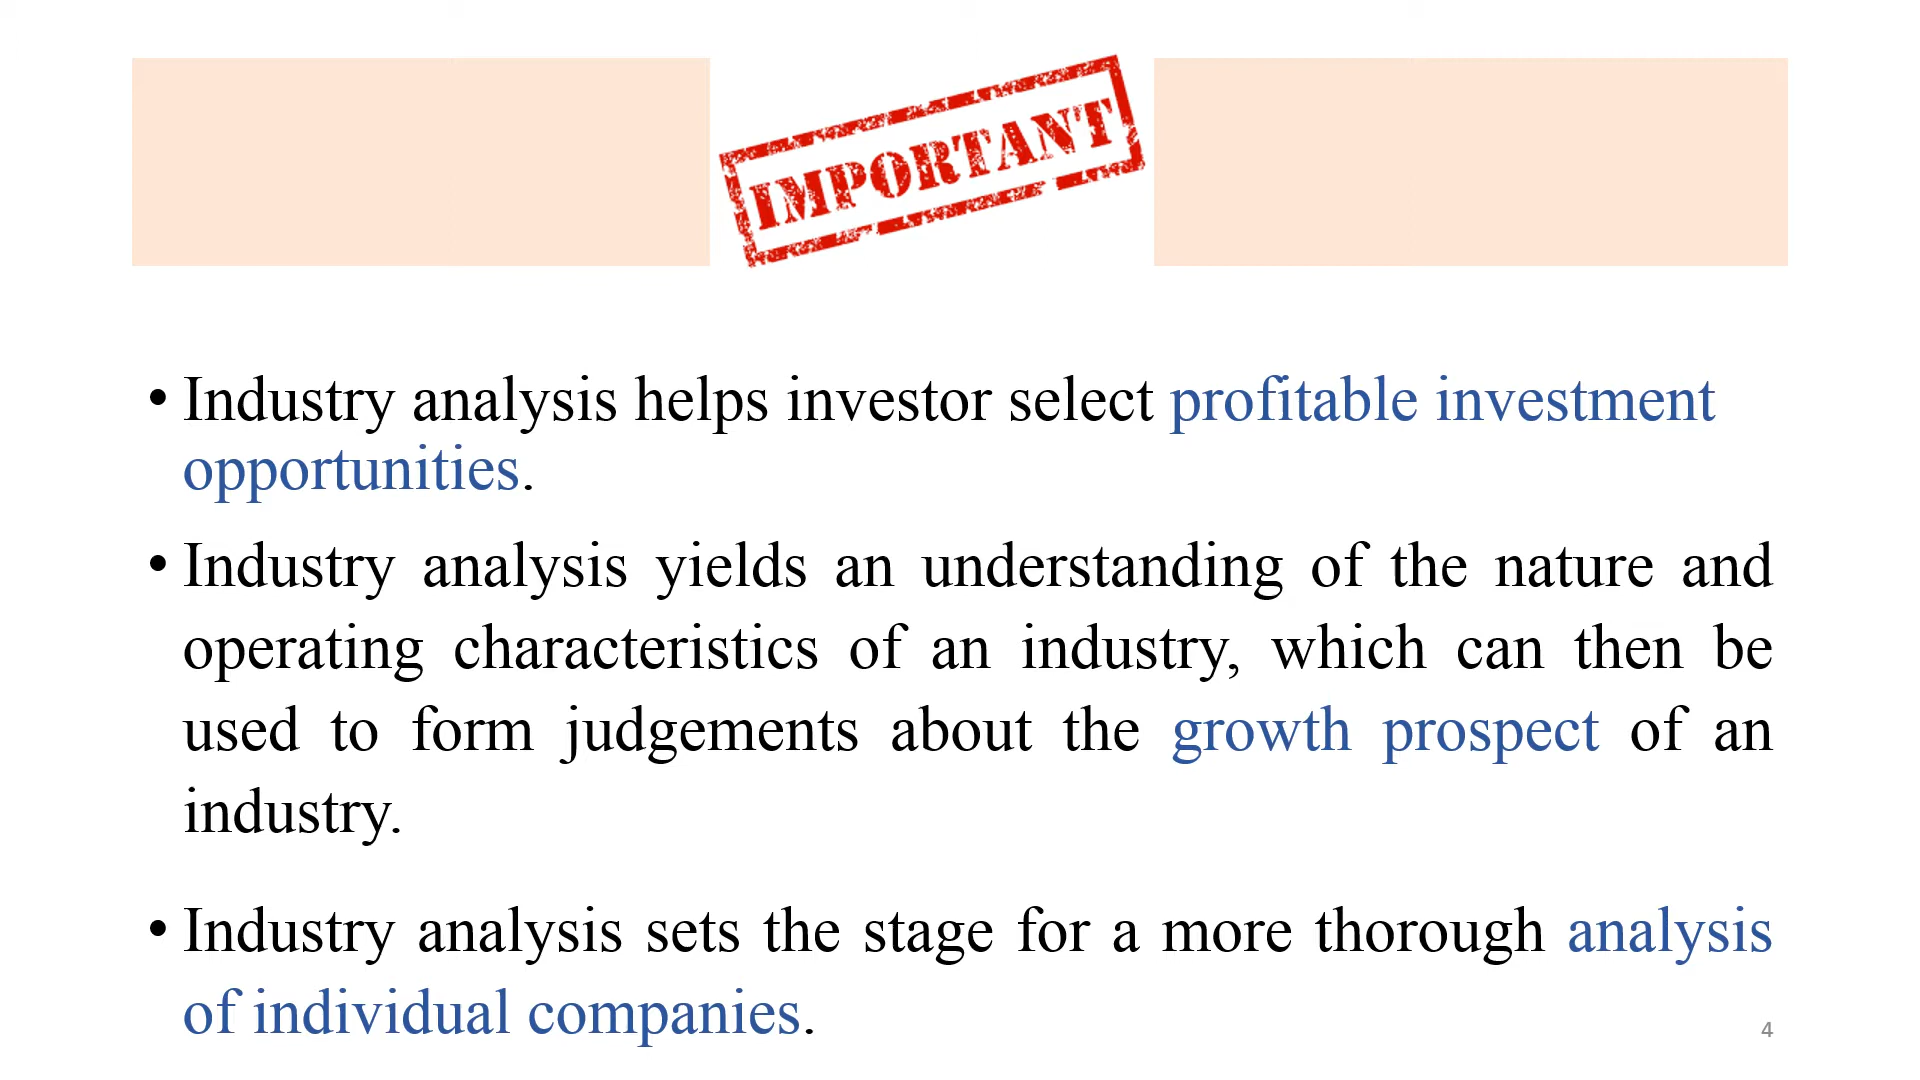 IMPORTANT
• Industry analysis helps investor select profitable investment
opportunities.
• Industry analysis yields an understanding of the nature and
operating characteristics of an industry, which can then be
used to form judgements about the growth prospect of an
industry.
• Industry analysis sets the stage for a more thorough analysis
of individual companies.
4